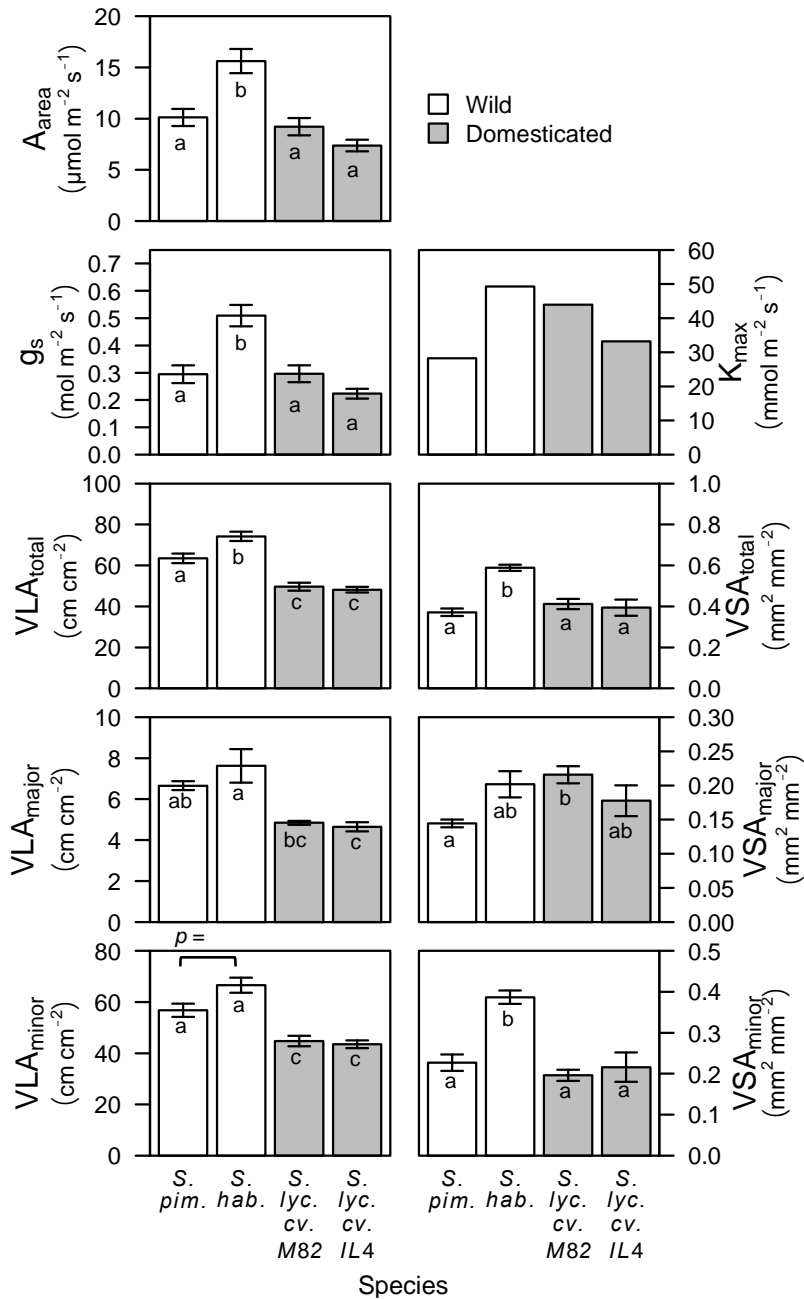 20
15
10
5
0
A_area
(µmol m⁻² s⁻¹)
a
b
a
a
Wild
Domesticated
0.7
0.6
0.5
0.4
0.3
0.2
0.1
0.0
g_s
(mol m⁻² s⁻¹)
a
b
a
a
60
50
40
30
20
10
0
K_max
(mmol m⁻² s⁻¹)
100
80
60
40
20
0
VLA_total
(cm cm⁻²)
a
b
c
c
1.0
0.8
0.6
0.4
0.2
0.0
VSA_total
(mm² mm⁻²)
a
b
a
a
10
8
6
4
2
0
VLA_major
(cm cm⁻²)
ab
a
bc
c
0.30
0.25
0.20
0.15
0.10
0.05
0.00
VSA_major
(mm² mm⁻²)
a
ab
b
ab
p =
80
60
40
20
0
VLA_minor
(cm cm⁻²)
a
a
c
c
0.5
0.4
0.3
0.2
0.1
0.0
VSA_minor
(mm² mm⁻²)
a
b
a
a
S.
pim.
S.
hab.
S.
lyc.
cv.
M82
S.
lyc.
cv.
IL4
S.
pim.
S.
hab.
S.
lyc.
cv.
M82
S.
lyc.
cv.
IL4
Species